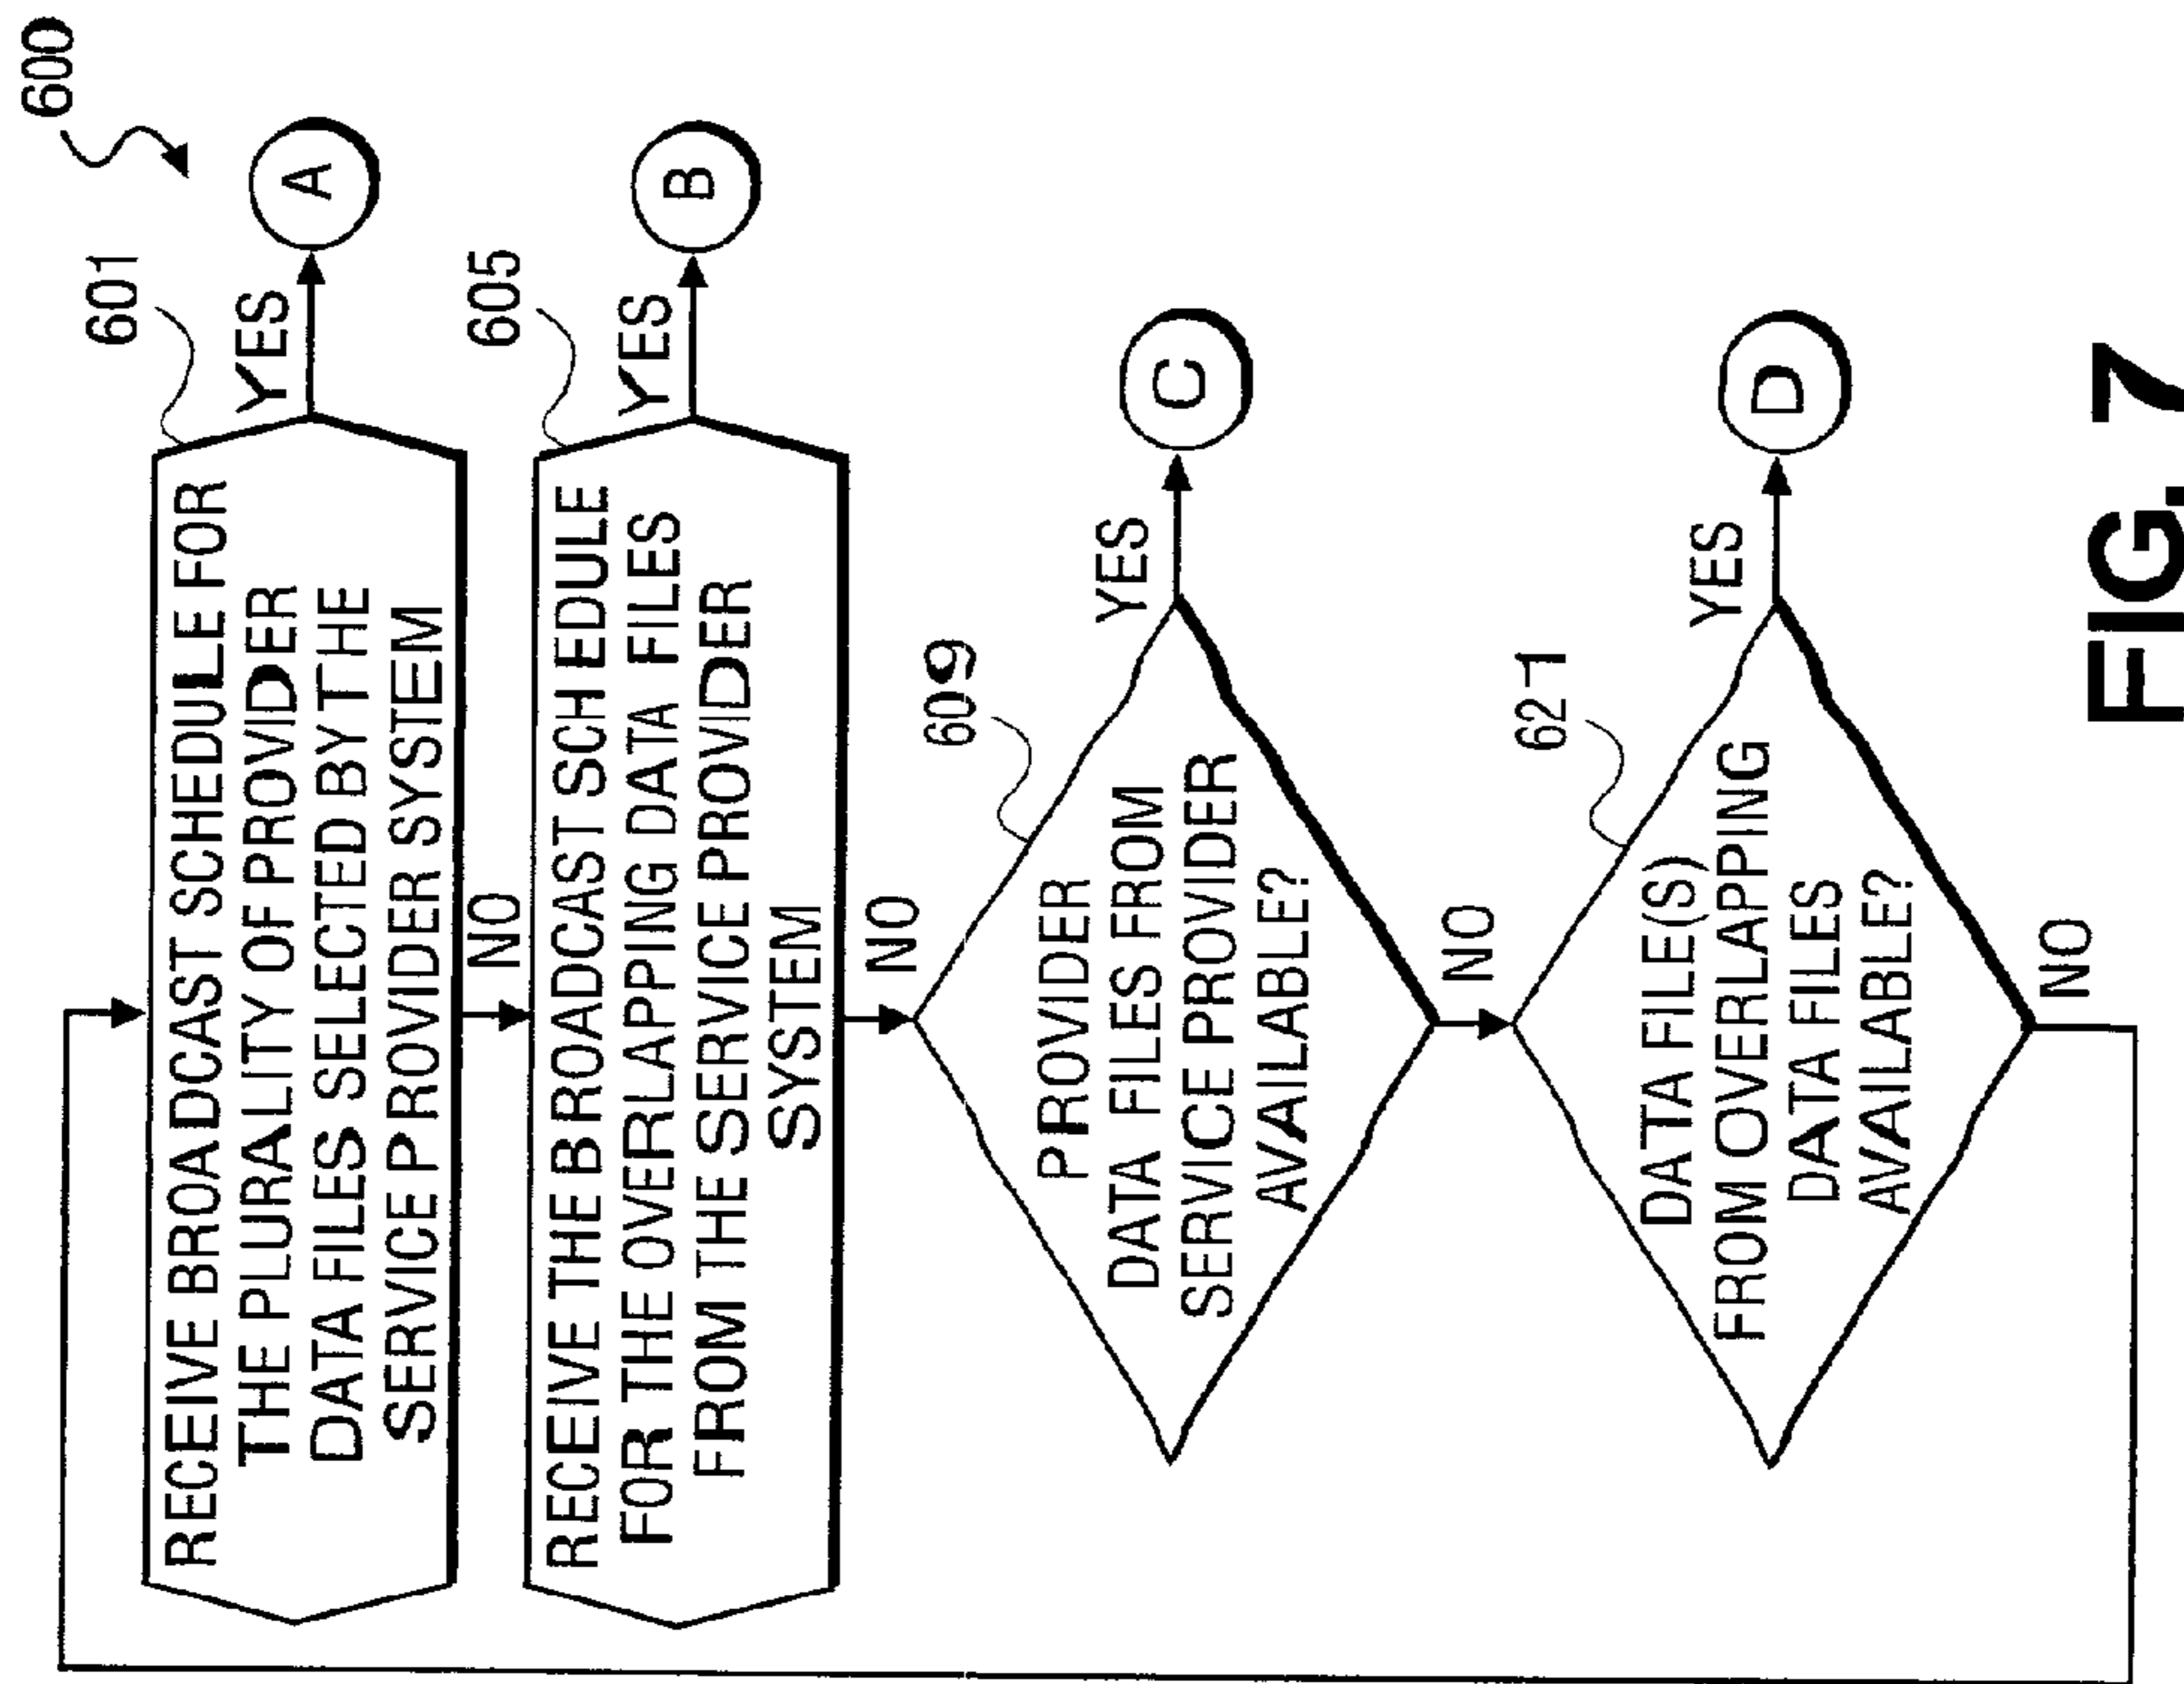 600
601
RECEIVE BROADCAST SCHEDULE FOR
THE PLURALITY OF PROVIDER
DATA FILES SELECTED BY THE
SERVICE PROVIDER SYSTEM
YES
A
NO
605
RECEIVE THE BROADCAST SCHEDULE
FOR THE OVERLAPPING DATA FILES
FROM THE SERVICE PROVIDER
SYSTEM
YES
B
NO
609
PROVIDER
DATA FILES FROM
SERVICE PROVIDER
AVAILABLE?
YES
C
NO
621
DATA FILE(S)
FROM OVERLAPPING
DATA FILES
AVAILABLE?
YES
D
NO
FIG. 7